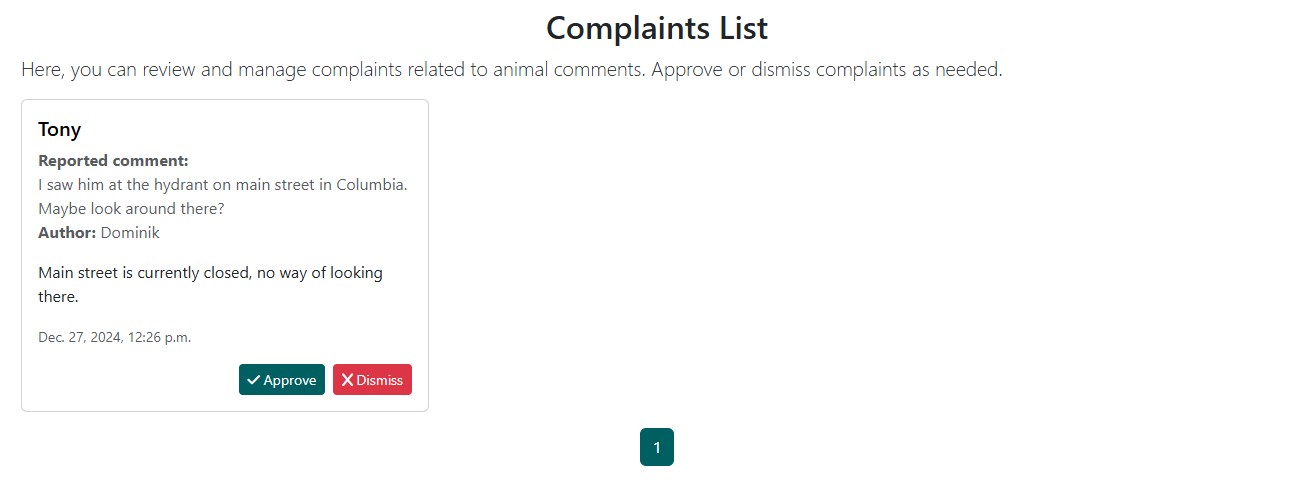 Complaints List
Here, you can review and manage complaints related to animal comments. Approve or dismiss complaints as needed.
Tony
Reported comment:
I saw him at the hydrant on main street in Columbia.
Maybe look around there?
Author: Dominik
Main street is currently closed, no way of looking
there.
Dec. 27, 2024, 12:26 p.m.
Approve Dismiss
1